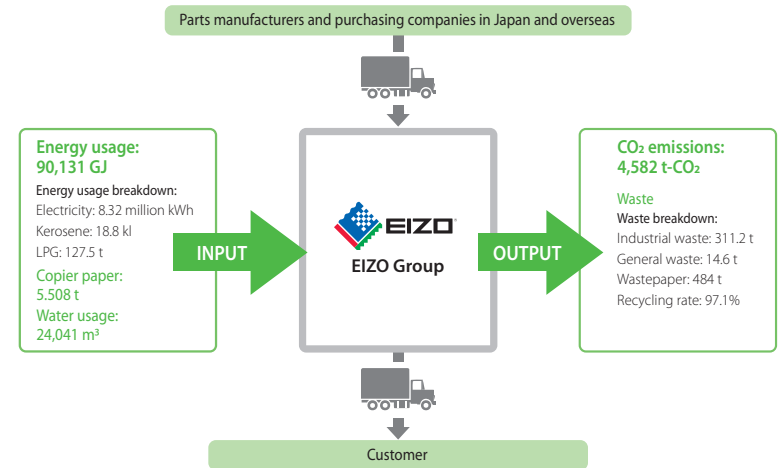 Parts manufacturers and purchasing companies in Japan and overseas
Energy usage:
90,131 GJ
Energy usage breakdown:
Electricity: 8.32 million kWh
Kerosene: 18.8 kl
LPG: 127.5 t
Copier paper:
5.508 t
Water usage:
24,041 m³
INPUT
EIZO
EIZO Group
OUTPUT
CO₂ emissions:
4,582 t-CO₂
Waste
Waste breakdown:
Industrial waste: 311.2 t
General waste: 14.6 t
Wastepaper: 484 t
Recycling rate: 97.1%
Customer